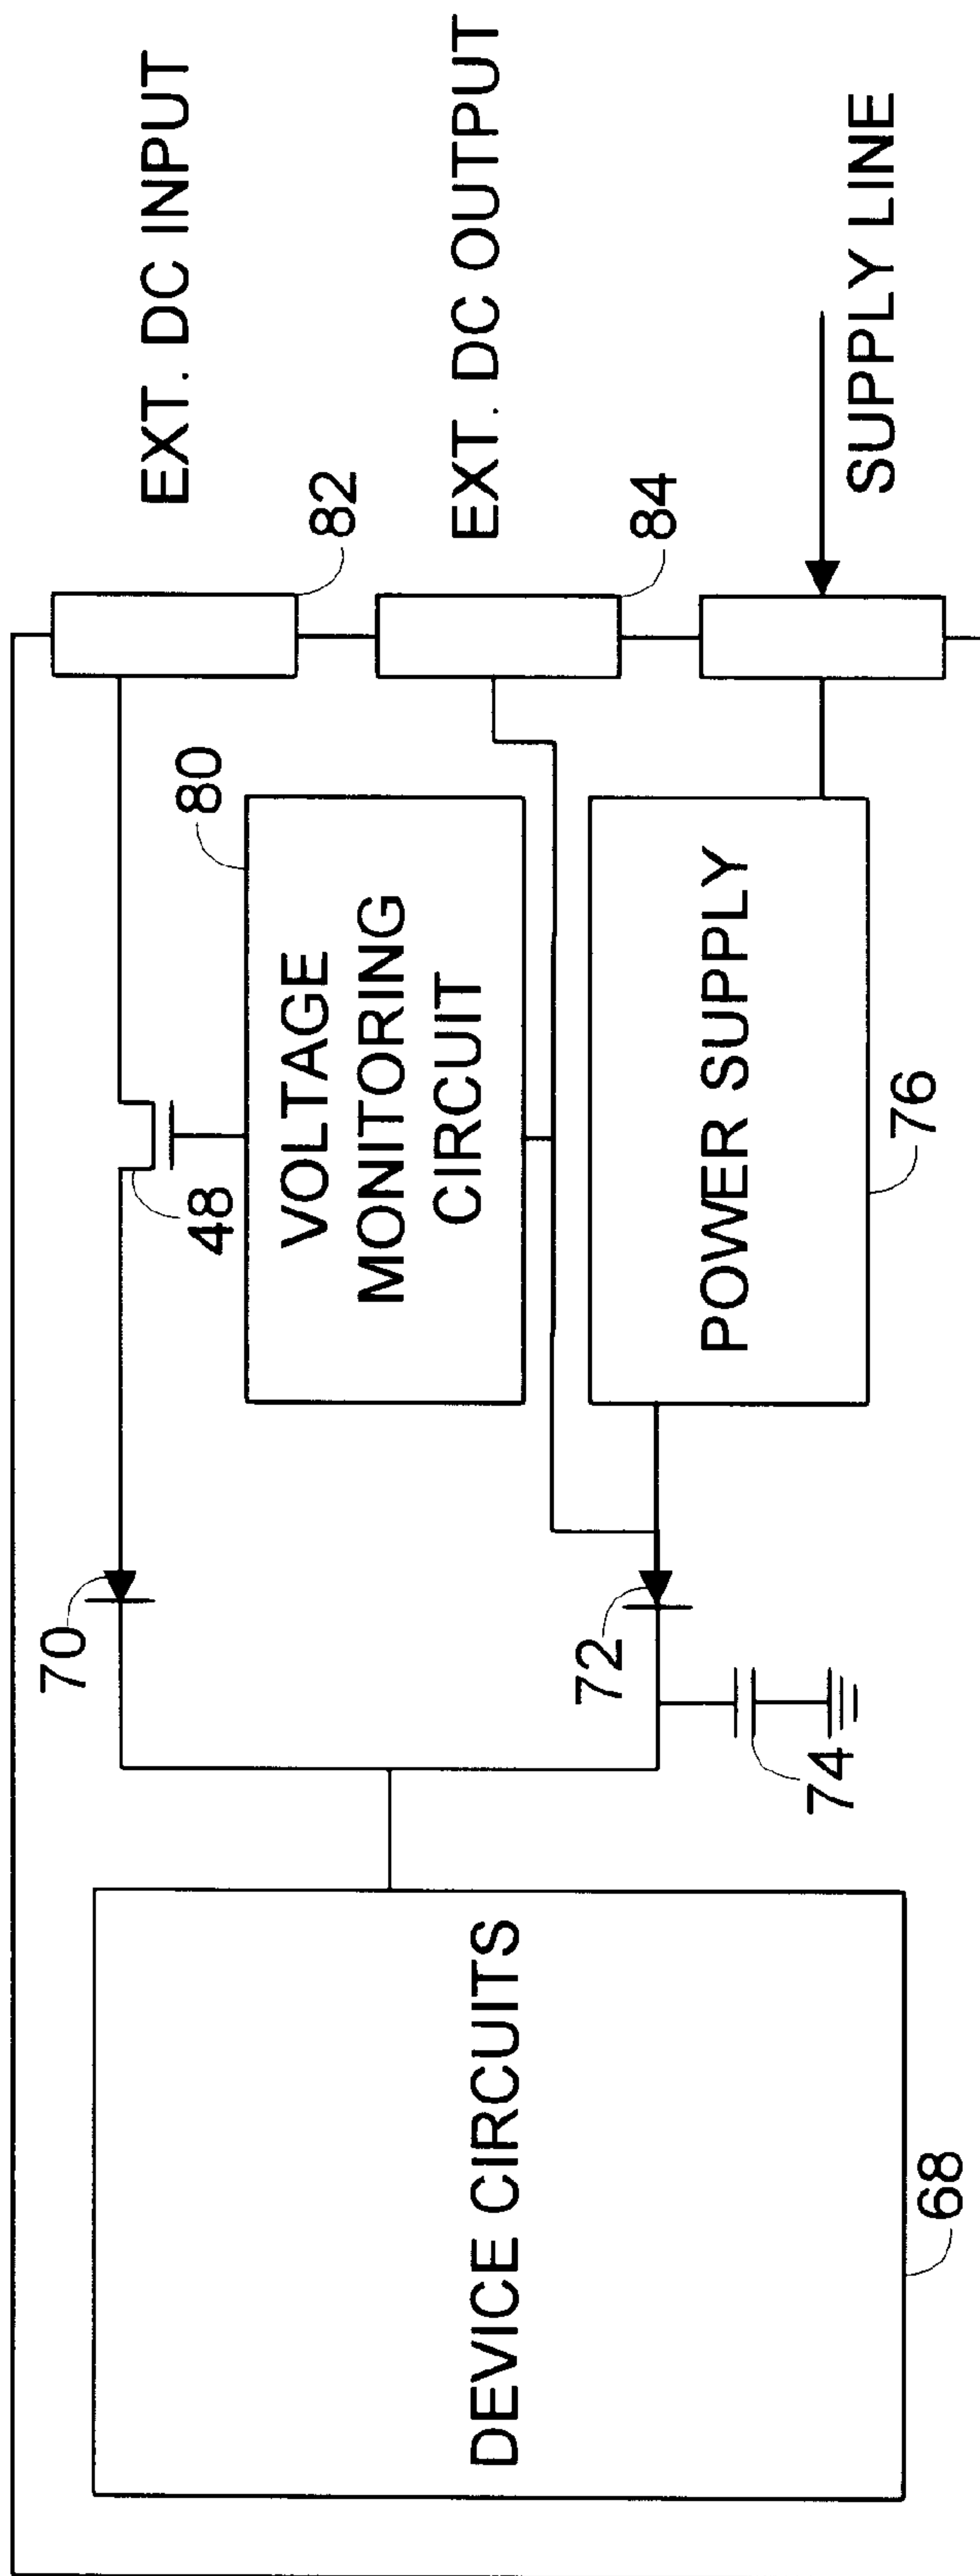 EXT. DC INPUT
82
70
48
80
VOLTAGE
MONITORING
CIRCUIT
EXT. DC OUTPUT
84
DEVICE CIRCUITS
72
POWER SUPPLY
SUPPLY LINE
74
76
68